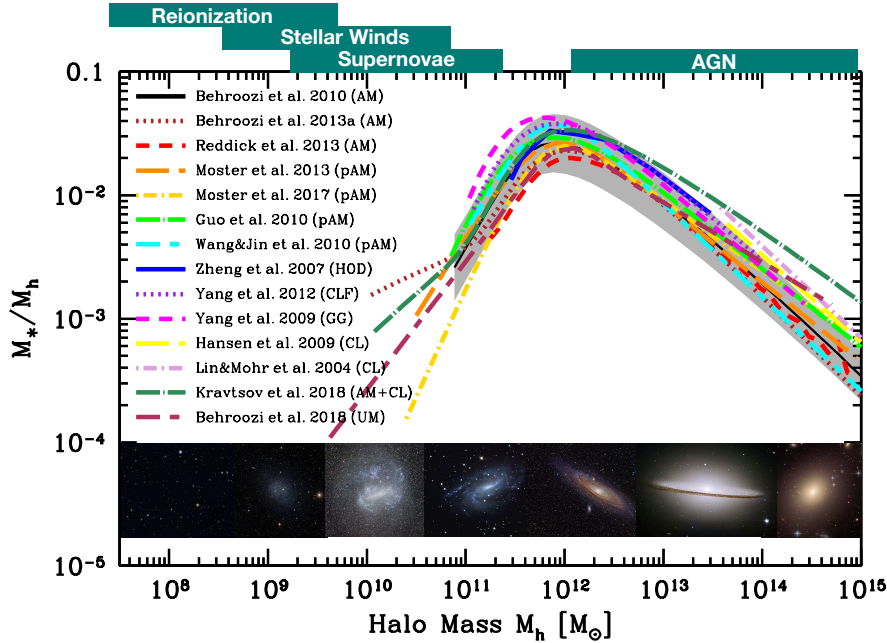 Reionization
Stellar Winds
Supernovae
AGN
0.1
Behroozi et al. 2010 (AM)
Behroozi et al. 2013a (AM)
Reddick et al. 2013 (AM)
Moster et al. 2013 (pAM)
Moster et al. 2017 (pAM)
Guo et al. 2010 (pAM)
Wang&Jin et al. 2010 (pAM)
Zheng et al. 2007 (HOD)
Yang et al. 2012 (CLF)
Yang et al. 2009 (GG)
Hansen et al. 2009 (CL)
Lin&Mohr et al. 2004 (CL)
Kravtsov et al. 2018 (AM+CL)
Behroozi et al. 2018 (UM)
10⁻²
10⁻³
10⁻⁴
10⁻⁵
M*/Mh
10⁸ 10⁹ 10¹⁰ 10¹¹ 10¹² 10¹³ 10¹⁴ 10¹⁵
Halo Mass Mh [M⊙]